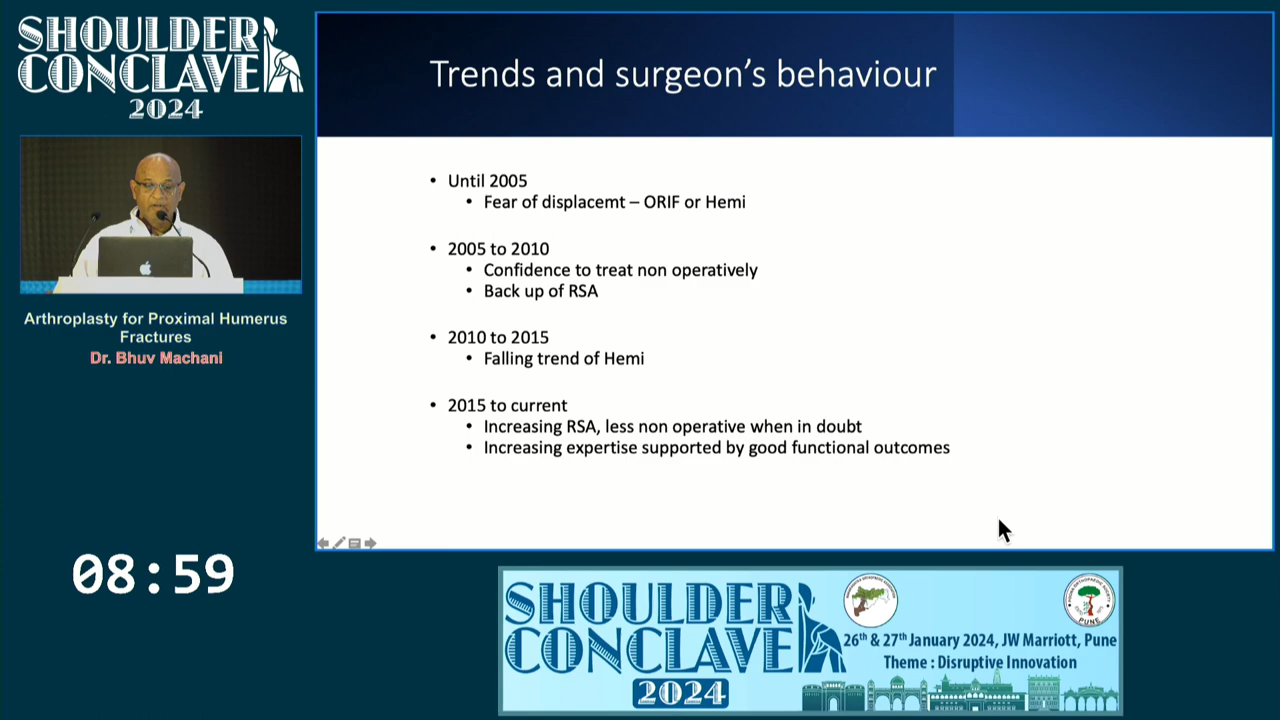 SHOULDER
CONCLAVE
2024
Arthroplasty for Proximal Humerus
Fractures
Dr. Bhuv Machani
08:59
Trends and surgeon's behaviour
• Until 2005
• Fear of displacemt – ORIF or Hemi
• 2005 to 2010
• Confidence to treat non operatively
• Back up of RSA
• 2010 to 2015
• Falling trend of Hemi
• 2015 to current
• Increasing RSA, less non operative when in doubt
• Increasing expertise supported by good functional outcomes
SHOULDER
CONCLAVE
2024
PUNE
26th & 27th January 2024, JW Marriott, Pune
Theme : Disruptive Innovation